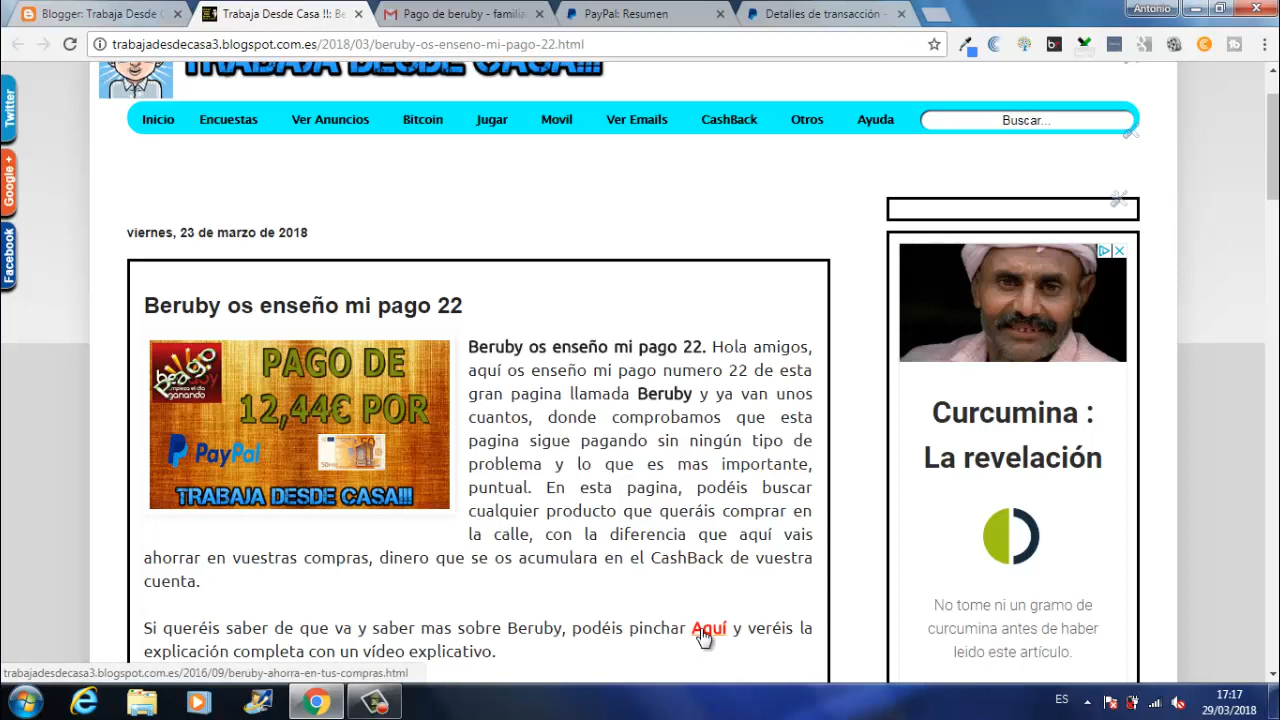 Blogger: Trabaja Desde C
Trabaja Desde Casa !!!: Be
Pago de beruby - familia
PayPal: Resumen
Detalles de transacción -
Antonio
trabajadesdecasa3.blogspot.com.es/2018/03/beruby-os-enseno-mi-pago-22.html
TRABAJA DESDE CASA!!!
Twitter
Google +
Facebook
Inicio
Encuestas
Ver Anuncios
Bitcoin
Jugar
Movil
Ver Emails
CashBack
Otros
Ayuda
Buscar...
viernes, 23 de marzo de 2018
Beruby os enseño mi pago 22
PAGO DE
12,44€ POR
PayPal
TRABAJA DESDE CASA!!!
Beruby os enseño mi pago 22. Hola amigos,
aquí os enseño mi pago numero 22 de esta
gran pagina llamada Beruby y ya van unos
cuantos, donde comprobamos que esta
pagina sigue pagando sin ningún tipo de
problema y lo que es mas importante,
puntual. En esta pagina, podéis buscar
cualquier producto que queráis comprar en
la calle, con la diferencia que aquí vais
ahorrar en vuestras compras, dinero que se os acumulara en el CashBack de vuestra
cuenta.
Si queréis saber de que va y saber mas sobre Beruby, podéis pinchar Aquí y veréis la
explicación completa con un vídeo explicativo.
Curcumina :
La revelación
No tome ni un gramo de
curcumina antes de haber
leido este artículo.
trabajadesdecasa3.blogspot.com.es/2016/09/beruby-ahorra-en-tus-compras.html
ES
17:17
29/03/2018